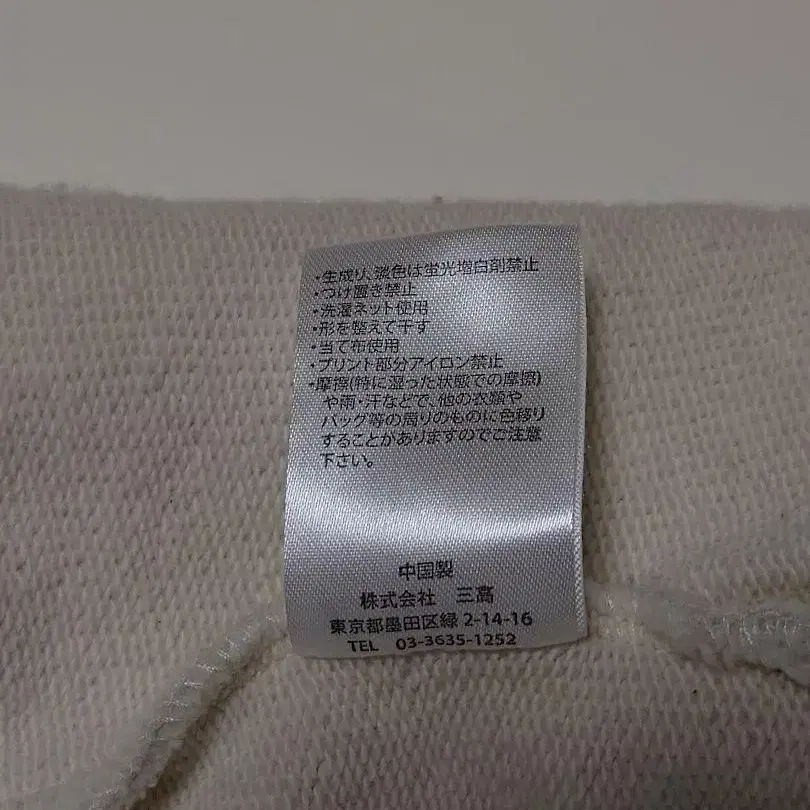 ・生成り、淡色は蛍光増白剤禁止
・つけ置き禁止
・洗濯ネット使用
・形を整えて干す
・当て布使用
・プリント部分アイロン禁止
・摩擦(特に湿った状態での摩擦)
や雨・汗などで、他の衣類や
バッグ等の周りのものに色移り
することがありますのでご注意
下さい。
中国製
株式会社 三高
東京都墨田区緑 2-14-16
TEL 03-3635-1252